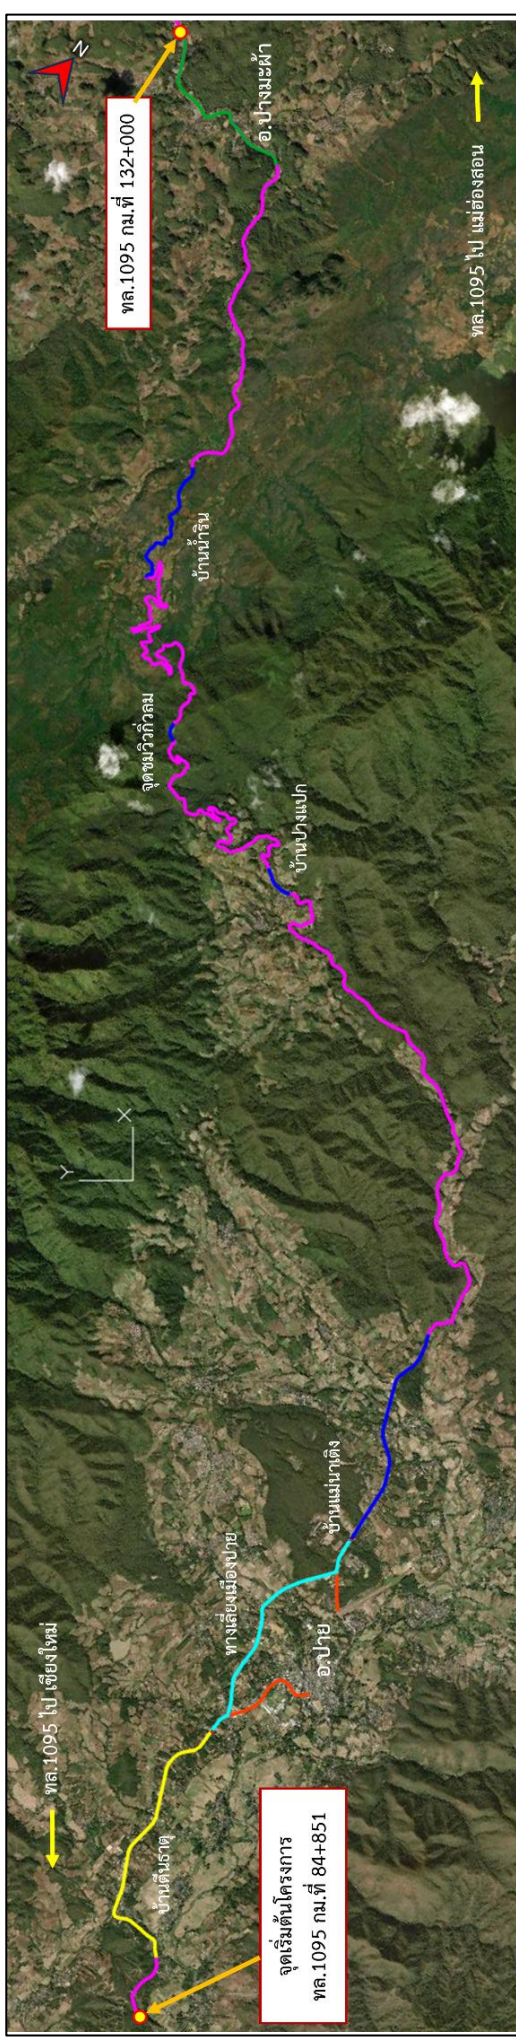 ทล.1095 ไป เชียงใหม่
จุดเริ่มต้นโครงการ
ทล.1095 กม.ที่ 84+851
บ้านตีนธาตุ
ทางเลี่ยงเมืองปาย
อ.ปาย
บ้านแม่นาเติง
Y
X
บ้านปางแปก
จุดชมวิวกิ่วลม
บ้านน้ำริน
ทล.1095 กม.ที่ 132+000
อ.ปางมะผ้า
ทล.1095 ไป แม่ฮ่องสอน
N